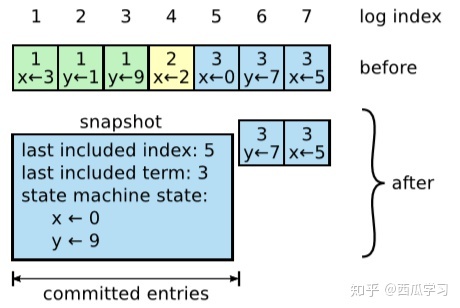 1 2 3 4 5 6 7 log index
1 1 1 2 3 3 3
x←3 y←1 y←9 x←2 x←0 y←7 x←5 before
snapshot
3 3
y←7 x←5
last included index: 5
last included term: 3
state machine state:
x ← 0
y ← 9
after
committed entries
知乎 @西瓜学习